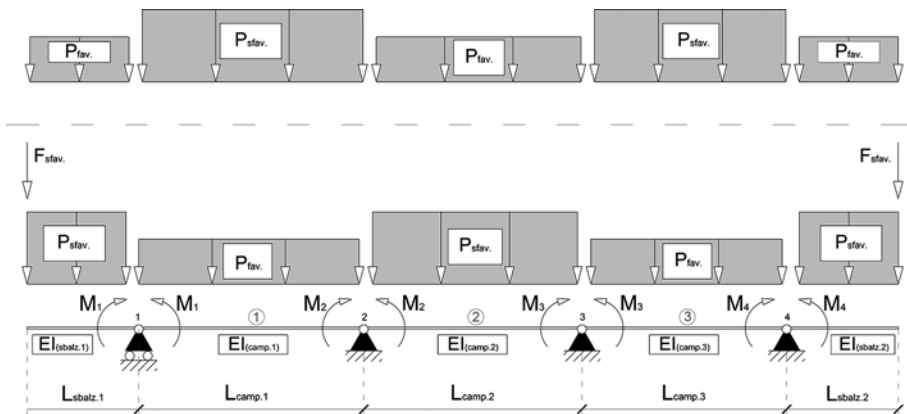 Pfav. Psfav. Pfav. Psfav. Pfav.
Fsfav. Fsfav.
Psfav. Pfav. Psfav. Pfav. Psfav.
M1 M1 M2 M2 M3 M3 M4 M4
1 1 2 2 3 3 4
EI(sbalz.1) EI(camp.1) EI(camp.2) EI(camp.3) EI(sbalz.2)
Lsbalz.1 Lcamp.1 Lcamp.2 Lcamp.3 Lsbalz.2